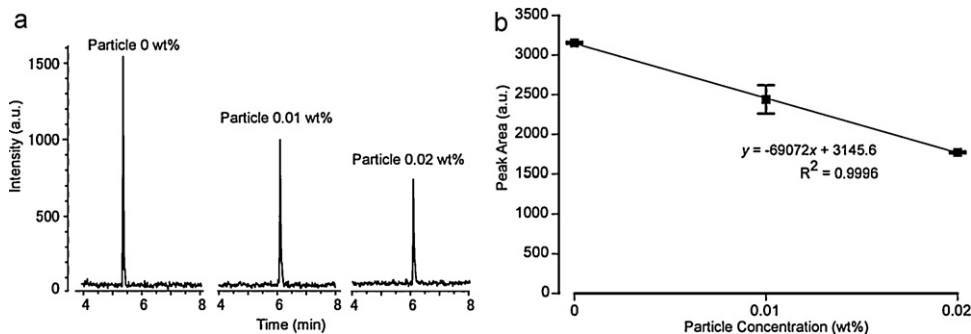 a
Particle 0 wt%
Particle 0.01 wt%
Particle 0.02 wt%
1500
1000
500
0
Intensity (a.u.)
4 6 8 4 6 8 4 6 8
Time (min)
b
3500
3000
2500
2000
1500
1000
500
0
Peak Area (a.u.)
y = -69072x + 3145.6
R2 = 0.9996
0 0.01 0.02
Particle Concentration (wt%)